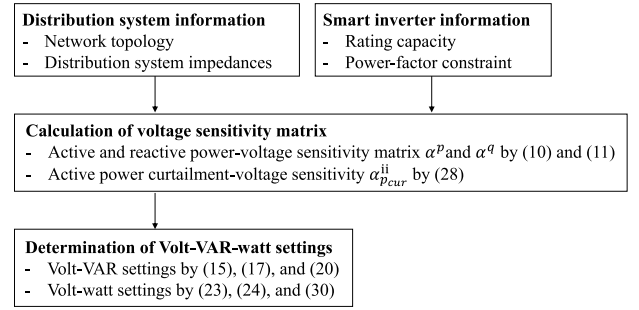 Distribution system information
- Network topology
- Distribution system impedances
Smart inverter information
- Rating capacity
- Power-factor constraint
Calculation of voltage sensitivity matrix
- Active and reactive power-voltage sensitivity matrix α^p and α^q by (10) and (11)
- Active power curtailment-voltage sensitivity α^{ii}_{p_{cur}} by (28)
Determination of Volt-VAR-watt settings
- Volt-VAR settings by (15), (17), and (20)
- Volt-watt settings by (23), (24), and (30)